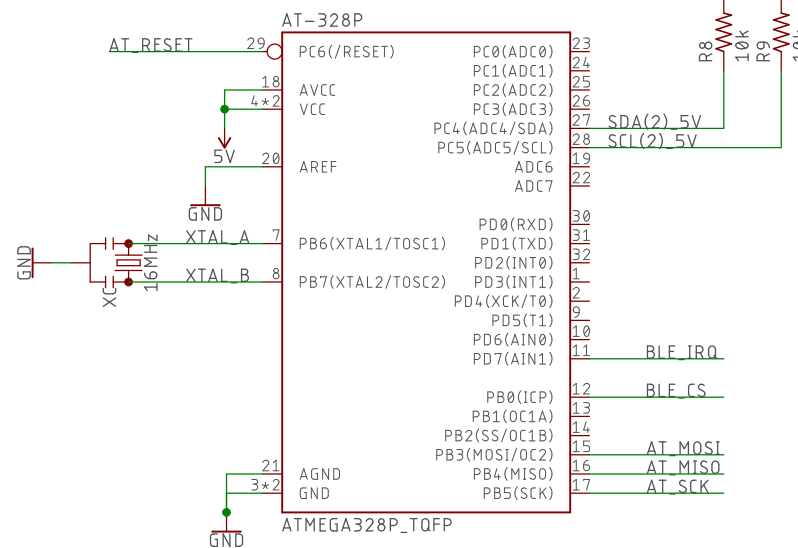 AT-328P
AT_RESET 29 PC6(/RESET) PC0(ADC0) 23
PC1(ADC1) 24
18 AVCC PC2(ADC2) 25
4*2 VCC PC3(ADC3) 26
PC4(ADC4/SDA) 27 SDA(2)_5V
5V
PC5(ADC5/SCL) 28 SCL(2)_5V
20 AREF ADC6 19
ADC7 22
GND
PD0(RXD) 30
XTAL_A 7 PB6(XTAL1/TOSC1) PD1(TXD) 31
PD2(INT0) 32
XTAL_B 8 PB7(XTAL2/TOSC2) PD3(INT1) 1
PD4(XCK/T0) 2
PD5(T1) 9
PD6(AIN0) 10
PD7(AIN1) 11 BLE_IRQ
PB0(ICP) 12 BLE_CS
PB1(OC1A) 13
PB2(SS/OC1B) 14
PB3(MOSI/OC2) 15 AT_MOSI
21 AGND PB4(MISO) 16 AT_MISO
3*2 GND PB5(SCK) 17 AT_SCK
ATMEGA328P_TQFP
GND
GND
16MHz
R8
10k
R9